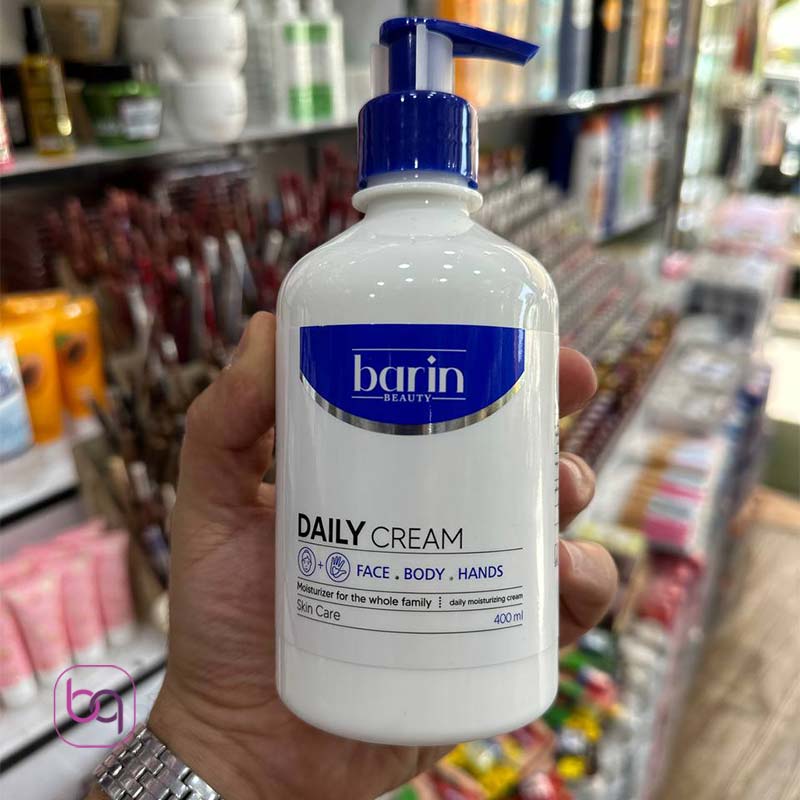 barin
BEAUTY
DAILY CREAM
+ FACE . BODY . HANDS
Moisturizer for the whole family daily moisturizing cream
Skin Care 400 ml
bq